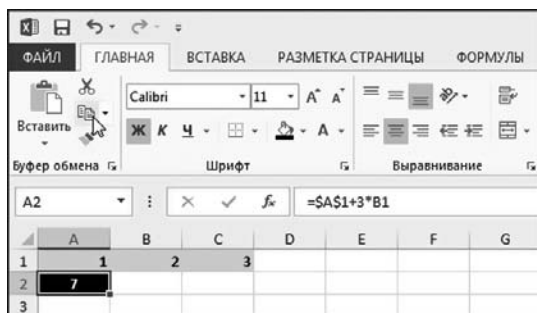 ФАЙЛ ГЛАВНАЯ ВСТАВКА РАЗМЕТКА СТРАНИЦЫ ФОРМУЛЫ
Calibri 11 A A
Вставить
Ж К Ч A
Буфер обмена Шрифт Выравнивание
A2 fx =$A$1+3*B1
A B C D E F G
1 1 2 3
2 7
3